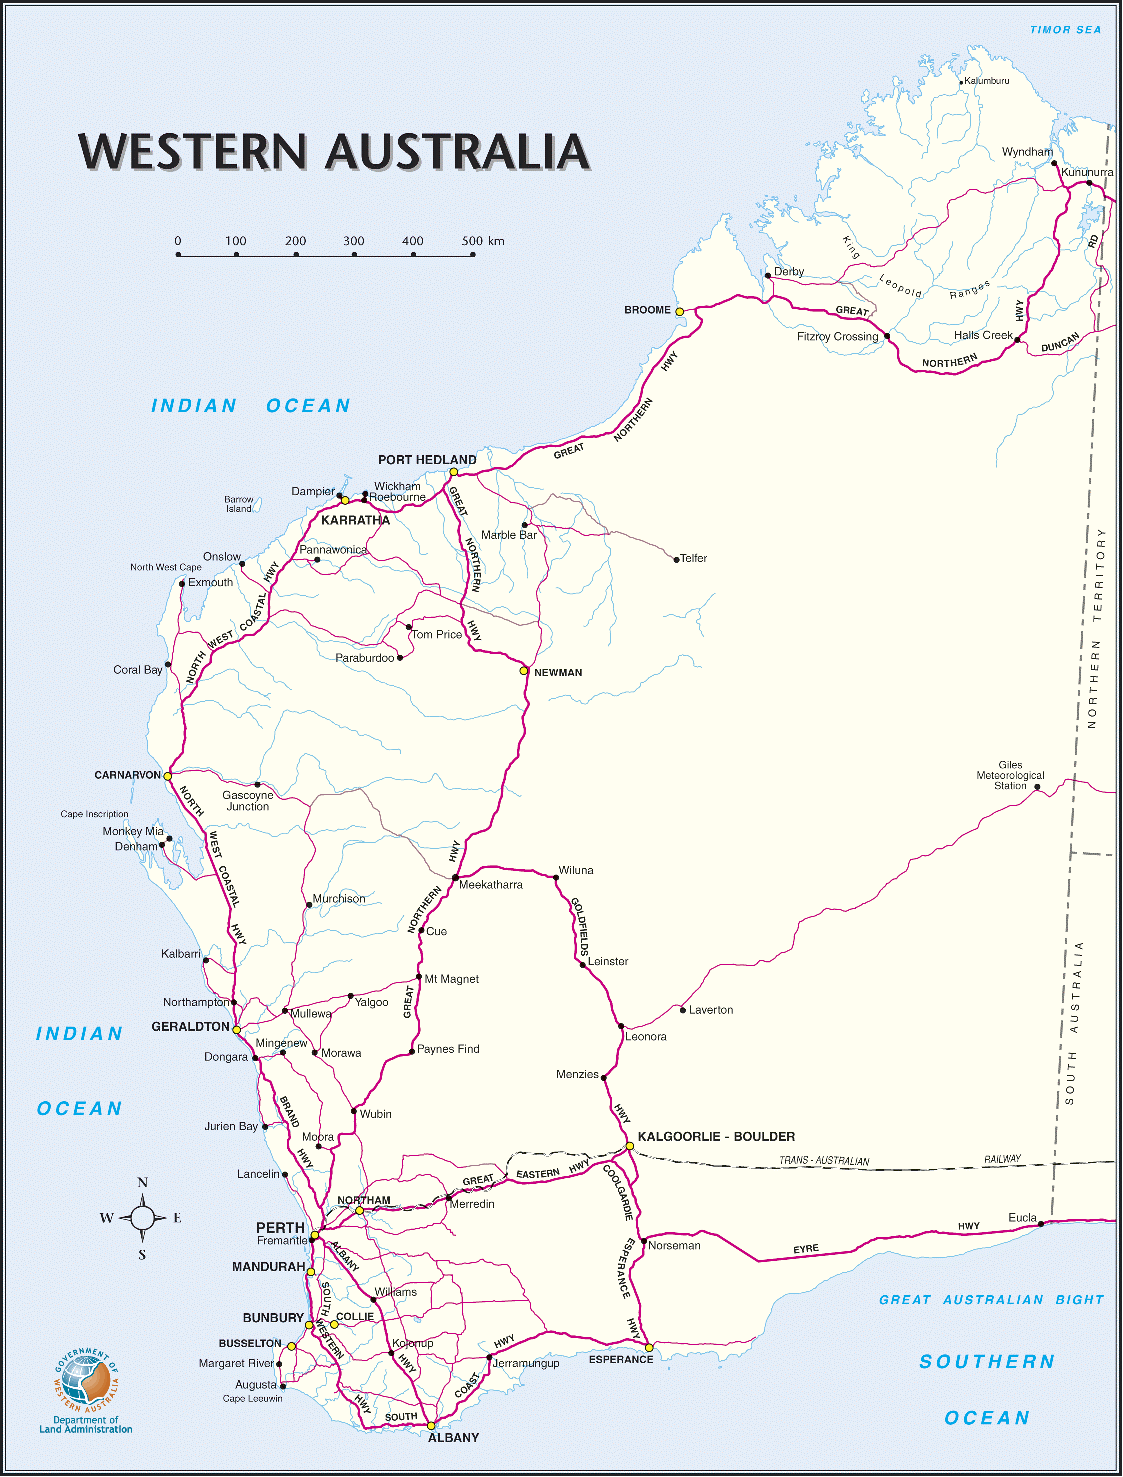 TIMOR SEA
Kalumburu
WESTERN AUSTRALIA
Wyndham
Kununurra
0 100 200 300 400 500 km
King
Leopold
Ranges
RD
Derby
BROOME
GREAT
HWY
Fitzroy Crossing
Halls Creek
DUNCAN
NORTHERN
HWY
INDIAN OCEAN
NORTHERN
GREAT
PORT HEDLAND
Dampier
Wickham
Roebourne
Barrow
Island
KARRATHA
GREAT
Marble Bar
NORTHERN
Pannawonica
Onslow
North West Cape
Exmouth
HWY
Telfer
NORTHERN TERRITORY
COASTAL
WEST
NORTH
HWY
Tom Price
Paraburdoo
Coral Bay
NEWMAN
CARNARVON
Giles
Meteorological
Station
Gascoyne
Junction
NORTH
Cape Inscription
Monkey Mia
Denham
WEST
COASTAL
HWY
HWY
Wiluna
Meekatharra
Murchison
NORTHERN
GOLDFIELDS
Cue
Kalbarri
Leinster
Mt Magnet
GREAT
Northampton
Yalgoo
Mullewa
Laverton
SOUTH AUSTRALIA
INDIAN
GERALDTON
Leonora
Mingenew
Dongara
Morawa
Paynes Find
Menzies
OCEAN
BRAND
HWY
Wubin
HWY
Jurien Bay
Moora
KALGOORLIE - BOULDER
TRANS - AUSTRALIAN
RAILWAY
Lancelin
GREAT
EASTERN
HWY
COOLGARDIE
N
W
E
S
NORTHAM
Merredin
PERTH
Fremantle
Eucla
HWY
EYRE
Norseman
ALBANY
ESPERANCE
HWY
MANDURAH
SOUTH
Williams
GREAT AUSTRALIAN BIGHT
BUNBURY
COLLIE
WESTERN
BUSSELTON
Kojonup
HWY
HWY
ESPERANCE
Margaret River
Jerramungup
SOUTHERN
Augusta
Cape Leeuwin
HWY
COAST
SOUTH
ALBANY
OCEAN
GOVERNMENT OF
WESTERN AUSTRALIA
Department of
Land Administration